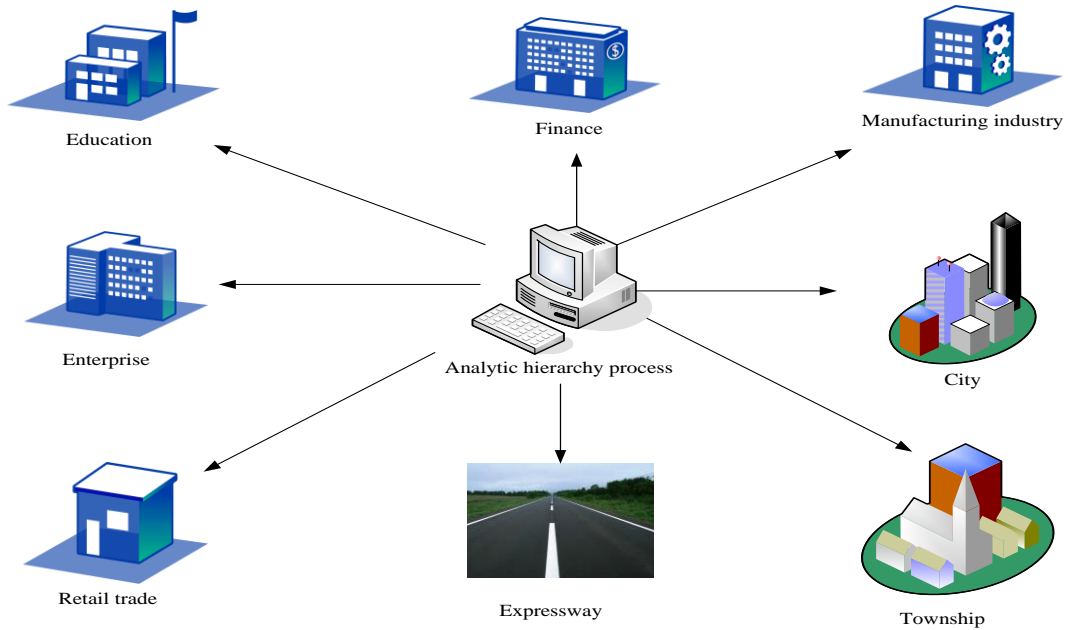 Education
Finance
Manufacturing industry
$
Enterprise
Analytic hierarchy process
City
Retail trade
Expressway
Township